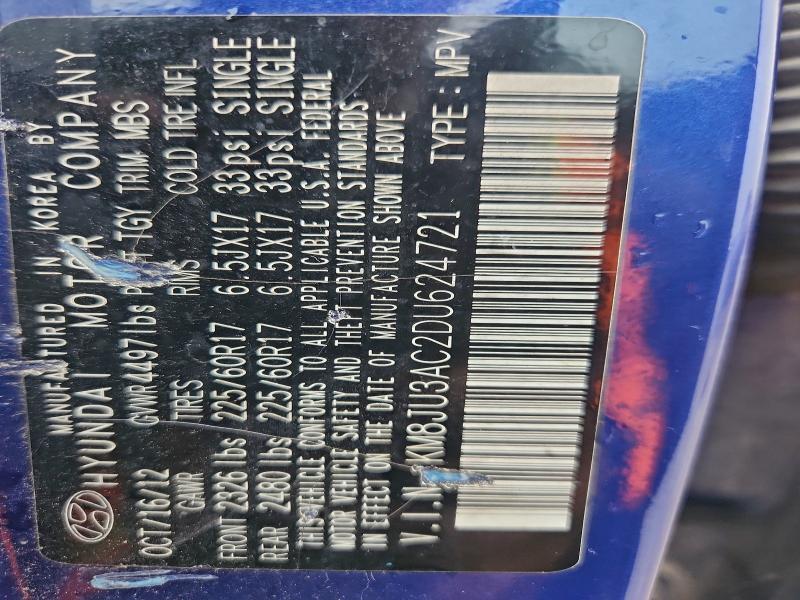 MANUFACTURED IN KOREA BY
HYUNDAI MOTOR COMPANY
OCT/16/12 GVWR 4497lbs TGY TRIM MBS
GAWR TIRES RIMS COLD TIRE INFL
FRONT 2326 lbs 225/60R17 6.5JX17 33psi SINGLE
REAR 2480 lbs 225/60R17 6.5JX17 33psi SINGLE
THIS VEHICLE CONFORMS TO ALL APPLICABLE U.S.A. FEDERAL
MOTOR VEHICLE SAFETY AND THEFT PREVENTION STANDARDS
IN EFFECT ON THE DATE OF MANUFACTURE SHOWN ABOVE
V.I.N KM8JU3AC2DU624721 TYPE : MPV